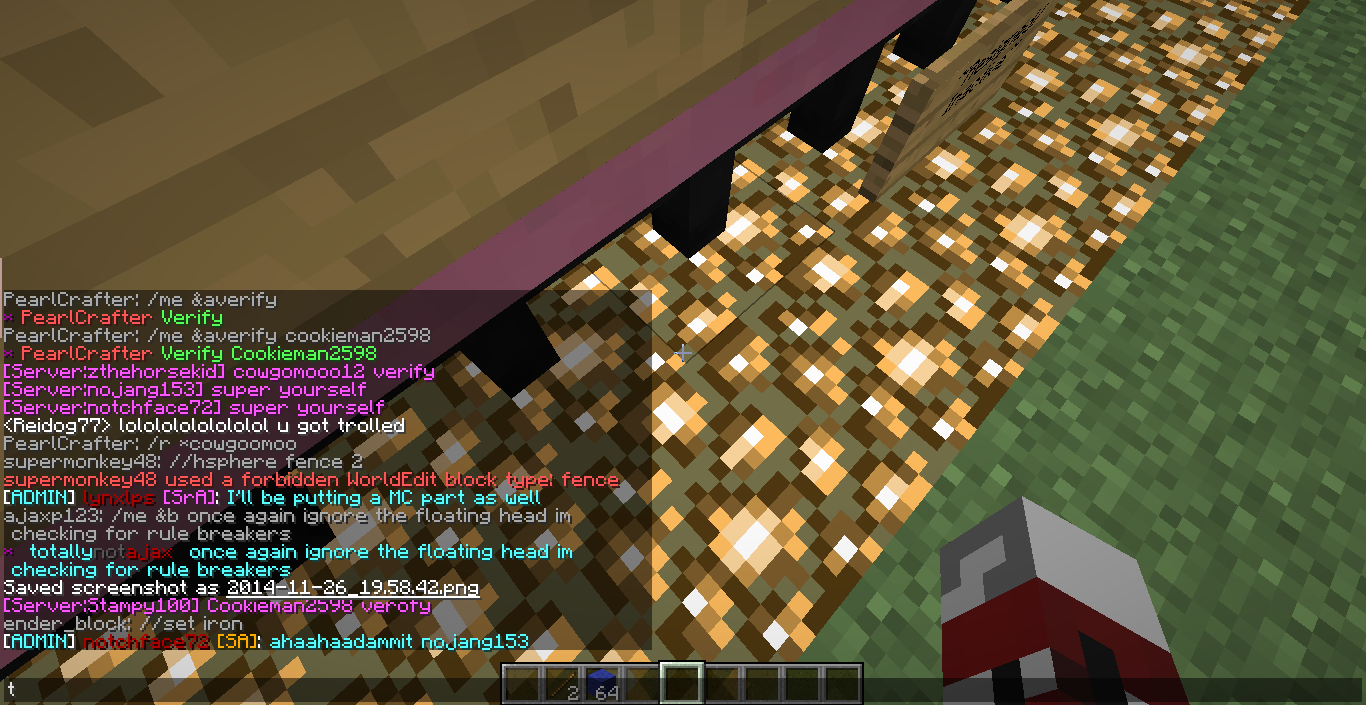 PearlCrafter: /me &averify
* PearlCrafter Verify
PearlCrafter: /me &averify cookieman2598
* PearlCrafter Verify Cookieman2598
[Server:zthehorsekid] cowgomooo12 verify
[Server:nojang153] super yourself
[Server:notchface72] super yourself
<Reidog77> lolololololololol u got trolled
PearlCrafter: /r *cowgoomoo
supermonkey48: //hsphere fence 2
supermonkey48 used a forbidden WorldEdit block type: fence
[ADMIN] lynxlps [SrA]: I'll be putting a MC part as well
ajaxp123: /me &b once again ignore the floating head im
checking for rule breakers
* totallynotajax once again ignore the floating head im
checking for rule breakers
Saved screenshot as 2014-11-26_19.58.42.png
[Server:Stampy100] Cookieman2598 verofy
ender_block: //set iron
[ADMIN] notchface72 [SA]: ahaahaadammit nojang153
2 64
t